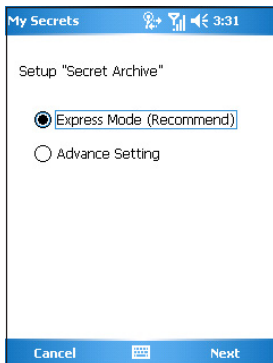 My Secrets 3:31
Setup "Secret Archive"
Express Mode (Recommend)
Advance Setting
Cancel Next